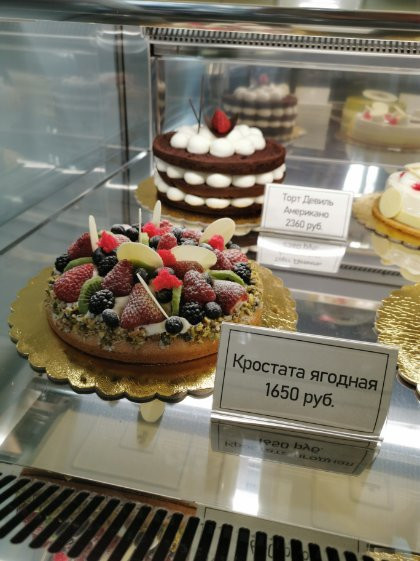 Торт Девиль
Американо
2360 руб.
Кростата ягодная
1650 руб.